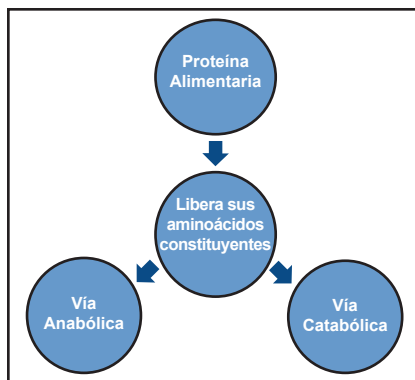 Proteína
Alimentaria
Libera sus
aminoácidos
constituyentes
Vía
Anabólica
Vía
Catabólica